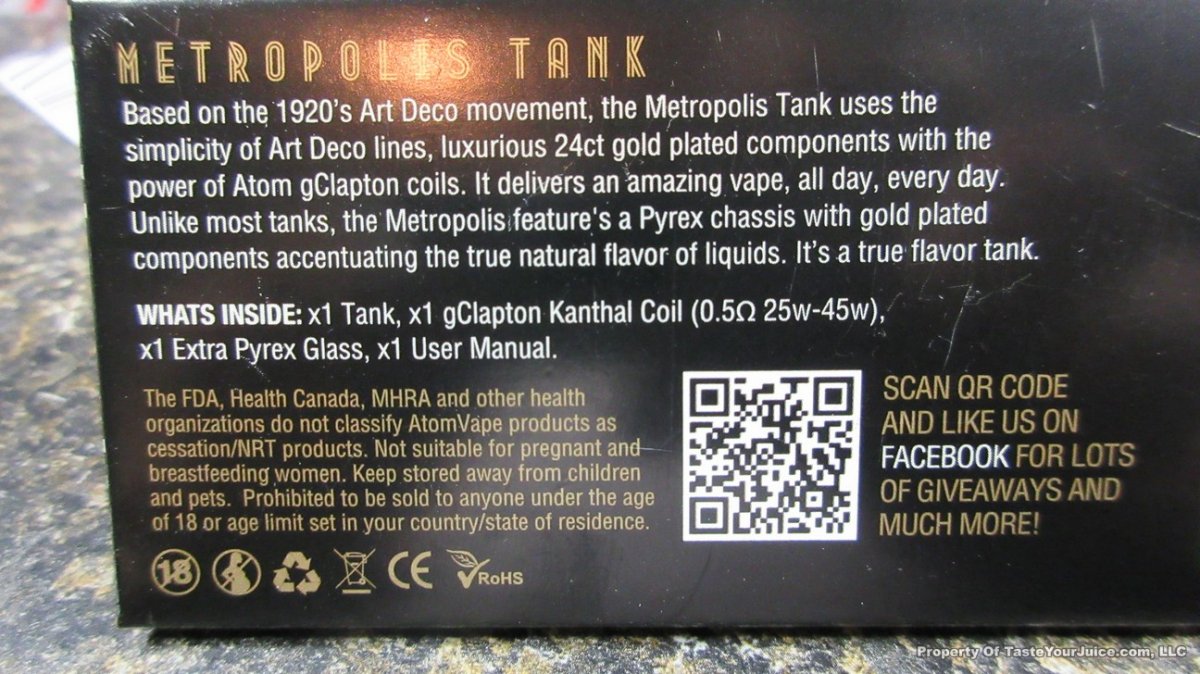 METROPOLIS TANK
Based on the 1920's Art Deco movement, the Metropolis Tank uses the
simplicity of Art Deco lines, luxurious 24ct gold plated components with the
power of Atom gClapton coils. It delivers an amazing vape, all day, every day.
Unlike most tanks, the Metropolis feature's a Pyrex chassis with gold plated
components accentuating the true natural flavor of liquids. It's a true flavor tank.
WHATS INSIDE: x1 Tank, x1 gClapton Kanthal Coil (0.5Ω 25w-45w),
x1 Extra Pyrex Glass, x1 User Manual.
The FDA, Health Canada, MHRA and other health
organizations do not classify AtomVape products as
cessation/NRT products. Not suitable for pregnant and
breastfeeding women. Keep stored away from children
and pets. Prohibited to be sold to anyone under the age
of 18 or age limit set in your country/state of residence.
SCAN QR CODE
AND LIKE US ON
FACEBOOK FOR LOTS
OF GIVEAWAYS AND
MUCH MORE!
18 CE RoHS
Property Of TasteYourJuice.com, LLC